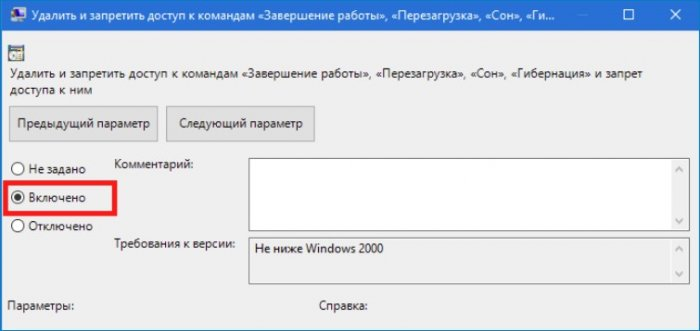 Удалить и запретить доступ к командам «Завершение работы», «Перезагрузка», «Сон», «Ги...
Удалить и запретить доступ к командам «Завершение работы», «Перезагрузка», «Сон», «Гибернация» и запрет
доступа к ним
Предыдущий параметр Следующий параметр
Не задано Комментарий:
Включено
Отключено
Требования к версии: Не ниже Windows 2000
Параметры: Справка: